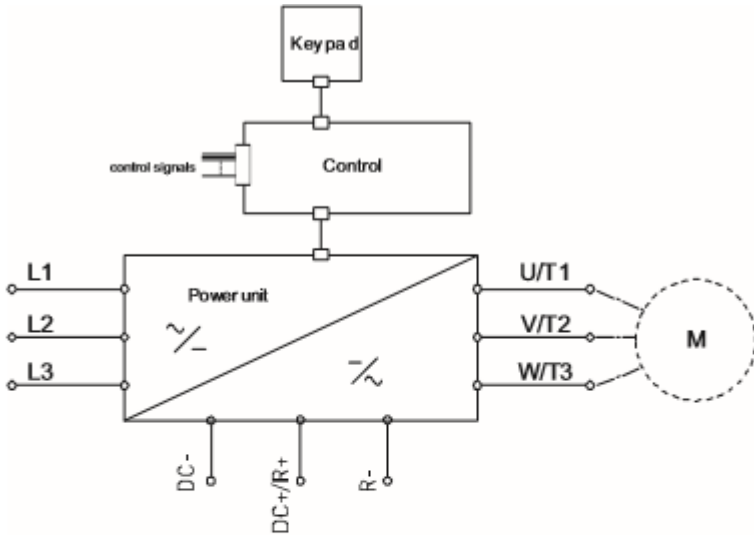 Keypad
control signals
Control
L1
U/T1
Power unit
L2
V/T2
M
L3
W/T3
DC-
DC+/R+
R-